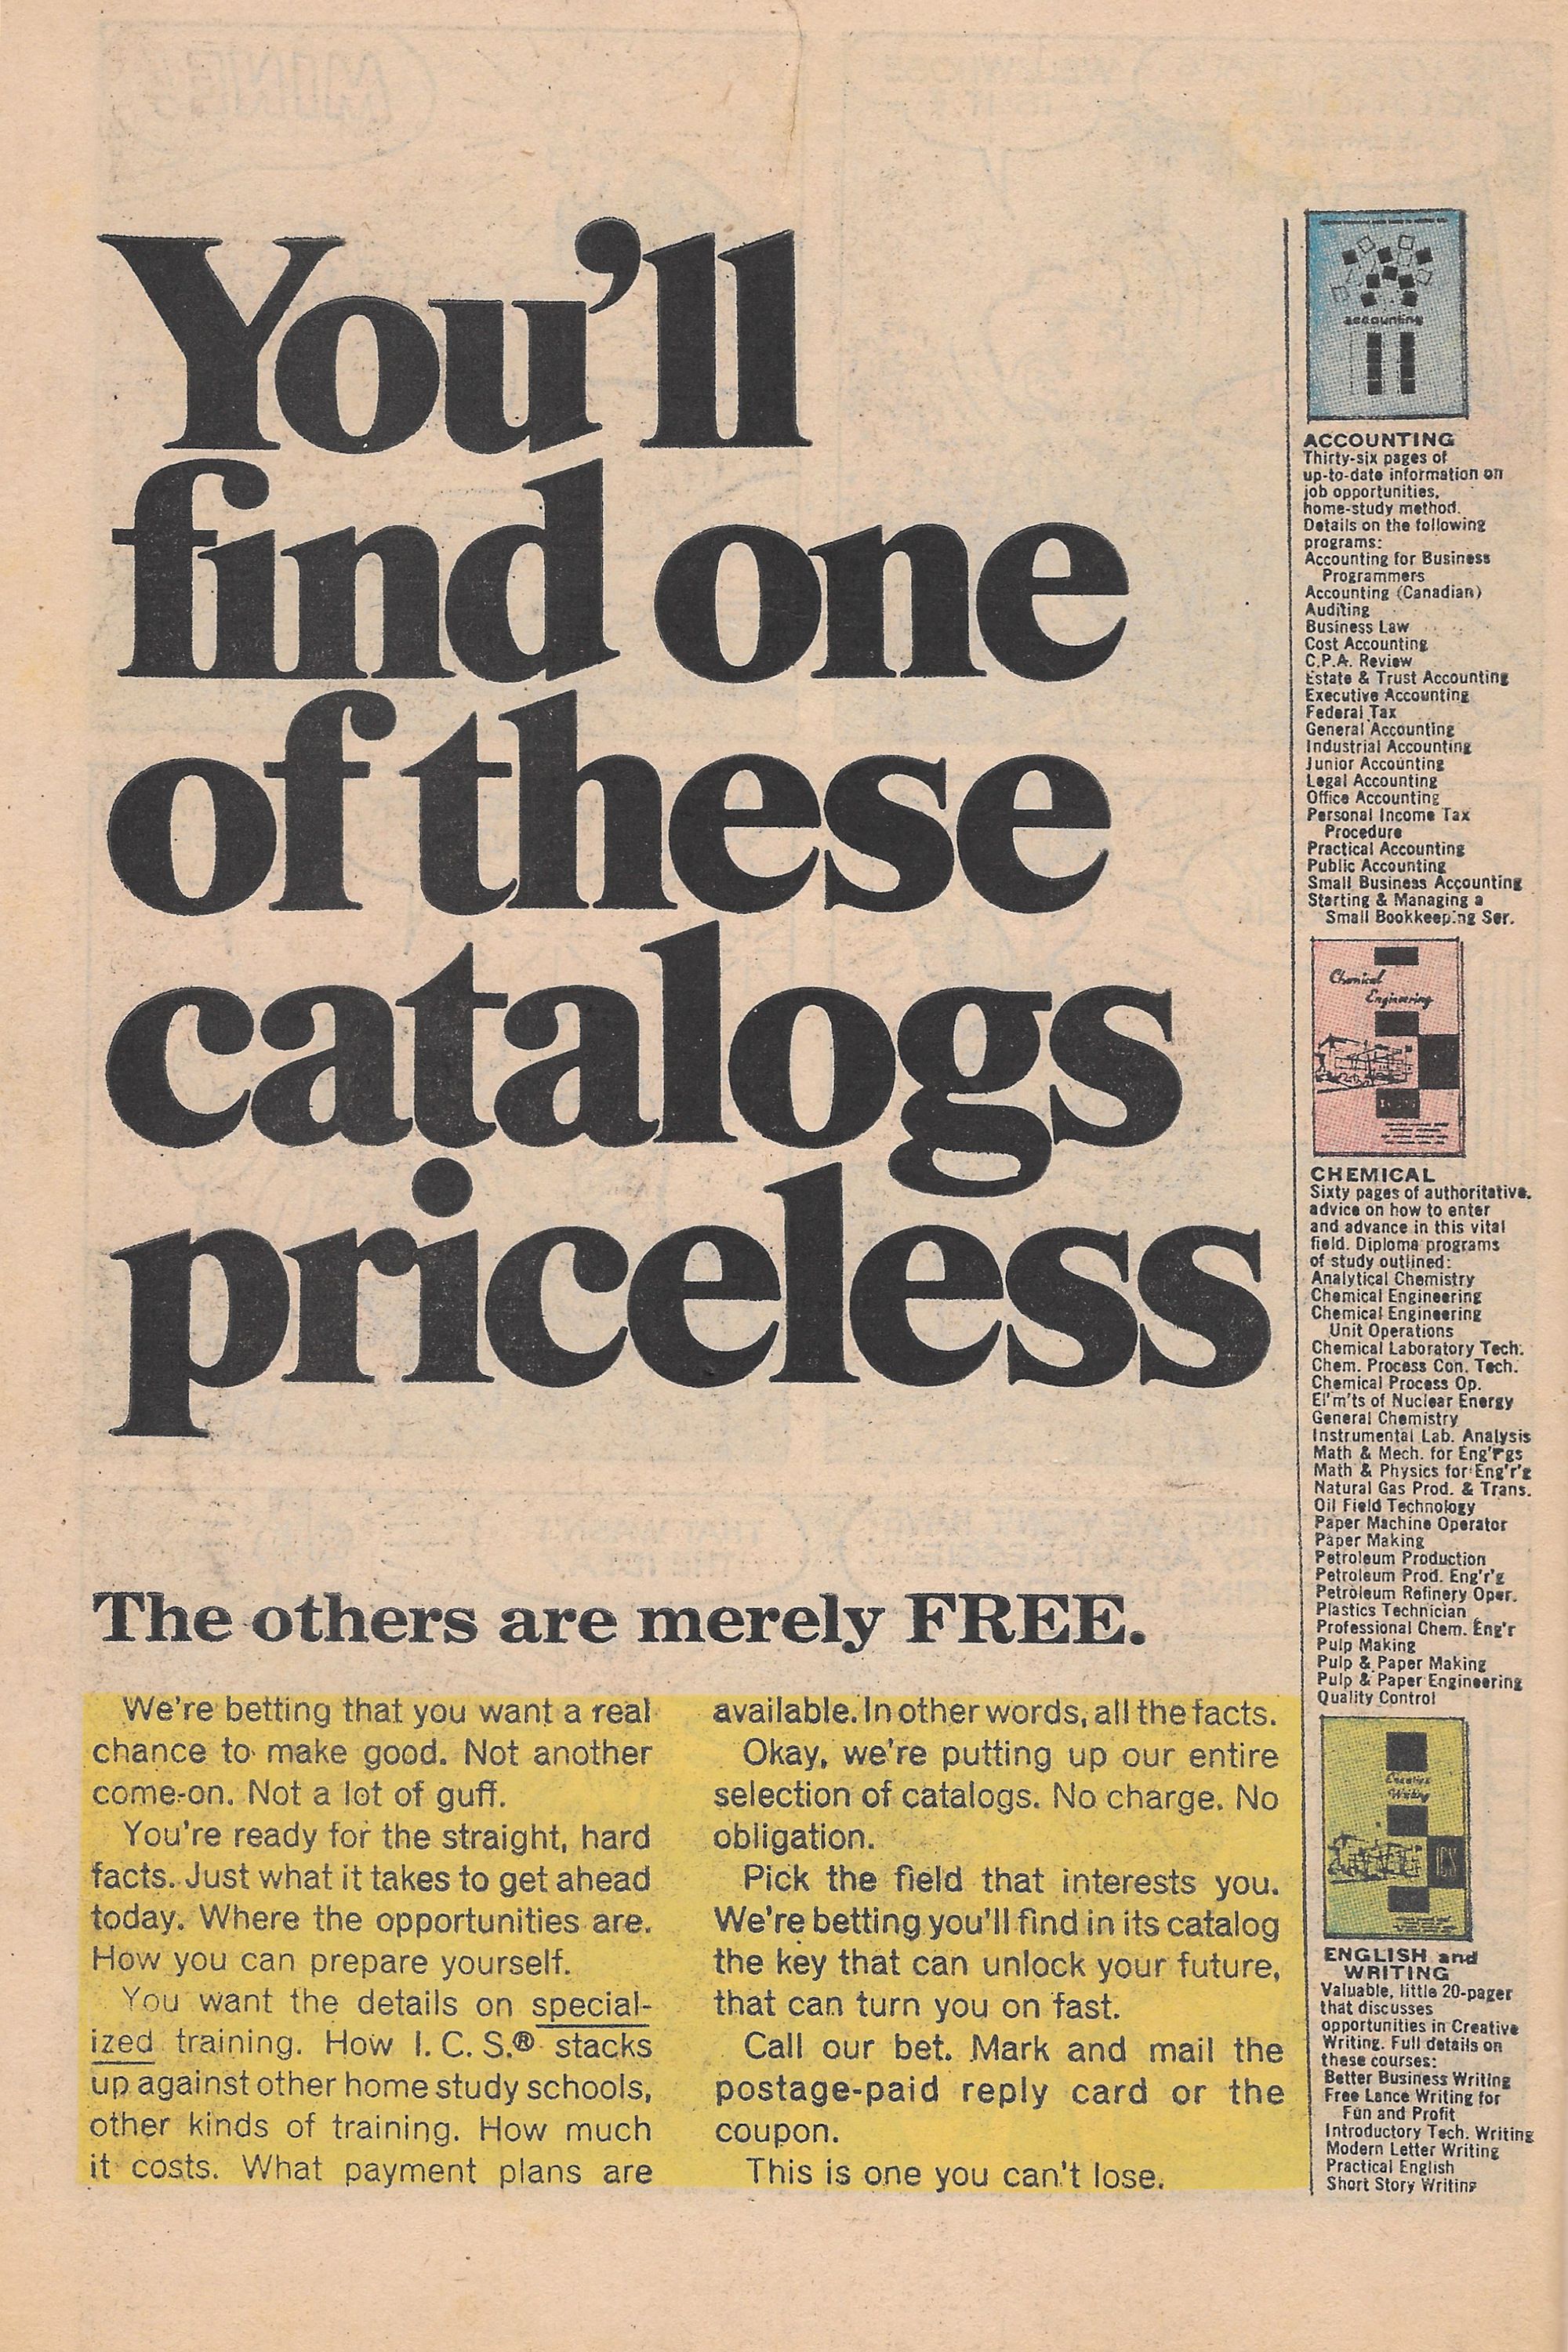 You'll
find one
of these
catalogs
priceless
The others are merely FREE.
We're betting that you want a real
chance to make good. Not another
come-on. Not a lot of guff.
You're ready for the straight, hard
facts. Just what it takes to get ahead
today. Where the opportunities are.
How you can prepare yourself.
You want the details on special-
ized training. How I. C. S.® stacks
up against other home study schools,
other kinds of training. How much
it costs. What payment plans are
available. In other words, all the facts.
Okay, we're putting up our entire
selection of catalogs. No charge. No
obligation.
Pick the field that interests you.
We're betting you'll find in its catalog
the key that can unlock your future,
that can turn you on fast.
Call our bet. Mark and mail the
postage-paid reply card or the
coupon.
This is one you can't lose.
accounting
ACCOUNTING
Thirty-six pages of
up-to-date information on
job opportunities,
home-study method.
Details on the following
programs:
Accounting for Business
Programmers
Accounting (Canadian)
Auditing
Business Law
Cost Accounting
C.P.A. Review
Estate & Trust Accounting
Executive Accounting
Federal Tax
General Accounting
Industrial Accounting
Junior Accounting
Legal Accounting
Office Accounting
Personal Income Tax
Procedure
Practical Accounting
Public Accounting
Small Business Accounting
Starting & Managing a
Small Bookkeeping Ser.
Chemical
Engineering
CHEMICAL
Sixty pages of authoritative.
advice on how to enter
and advance in this vital
field. Diploma programs
of study outlined:
Analytical Chemistry
Chemical Engineering
Chemical Engineering
Unit Operations
Chemical Laboratory Tech.
Chem. Process Con. Tech.
Chemical Process Op.
El'm'ts of Nuclear Energy
General Chemistry
Instrumental Lab. Analysis
Math & Mech. for Eng'rgs
Math & Physics for Eng'r'g
Natural Gas Prod. & Trans.
Oil Field Technology
Paper Machine Operator
Paper Making
Petroleum Production
Petroleum Prod. Eng'r'g
Petroleum Refinery Oper.
Plastics Technician
Professional Chem. Eng'r
Pulp Making
Pulp & Paper Making
Pulp & Paper Engineering
Quality Control
Creative
Writing
ICS
ENGLISH and
WRITING
Valuable, little 20-pager
that discusses
opportunities in Creative
Writing. Full details on
these courses:
Better Business Writing
Free Lance Writing for
Fun and Profit
Introductory Tech. Writing
Modern Letter Writing
Practical English
Short Story Writing